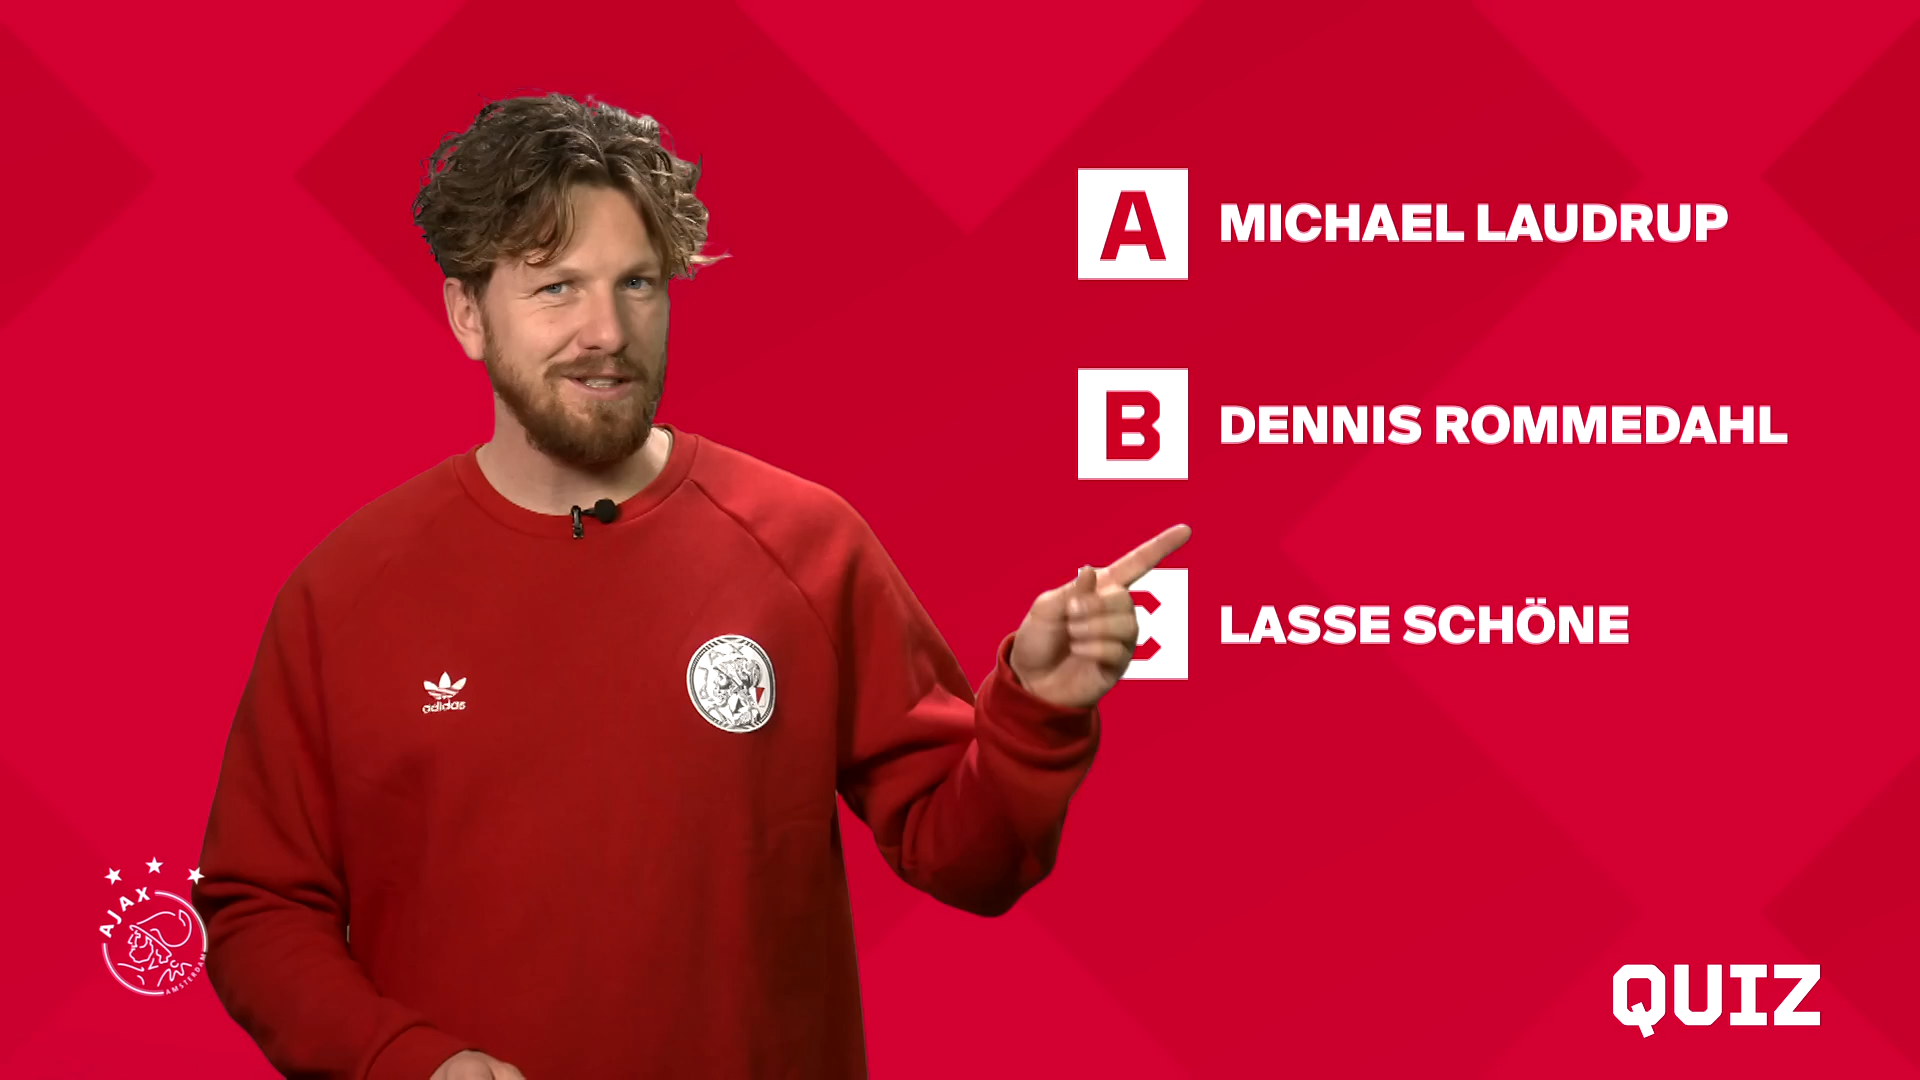 A MICHAEL LAUDRUP
B DENNIS ROMMEDAHL
C LASSE SCHÖNE
adidas
AJAX
AMSTERDAM
QUIZ